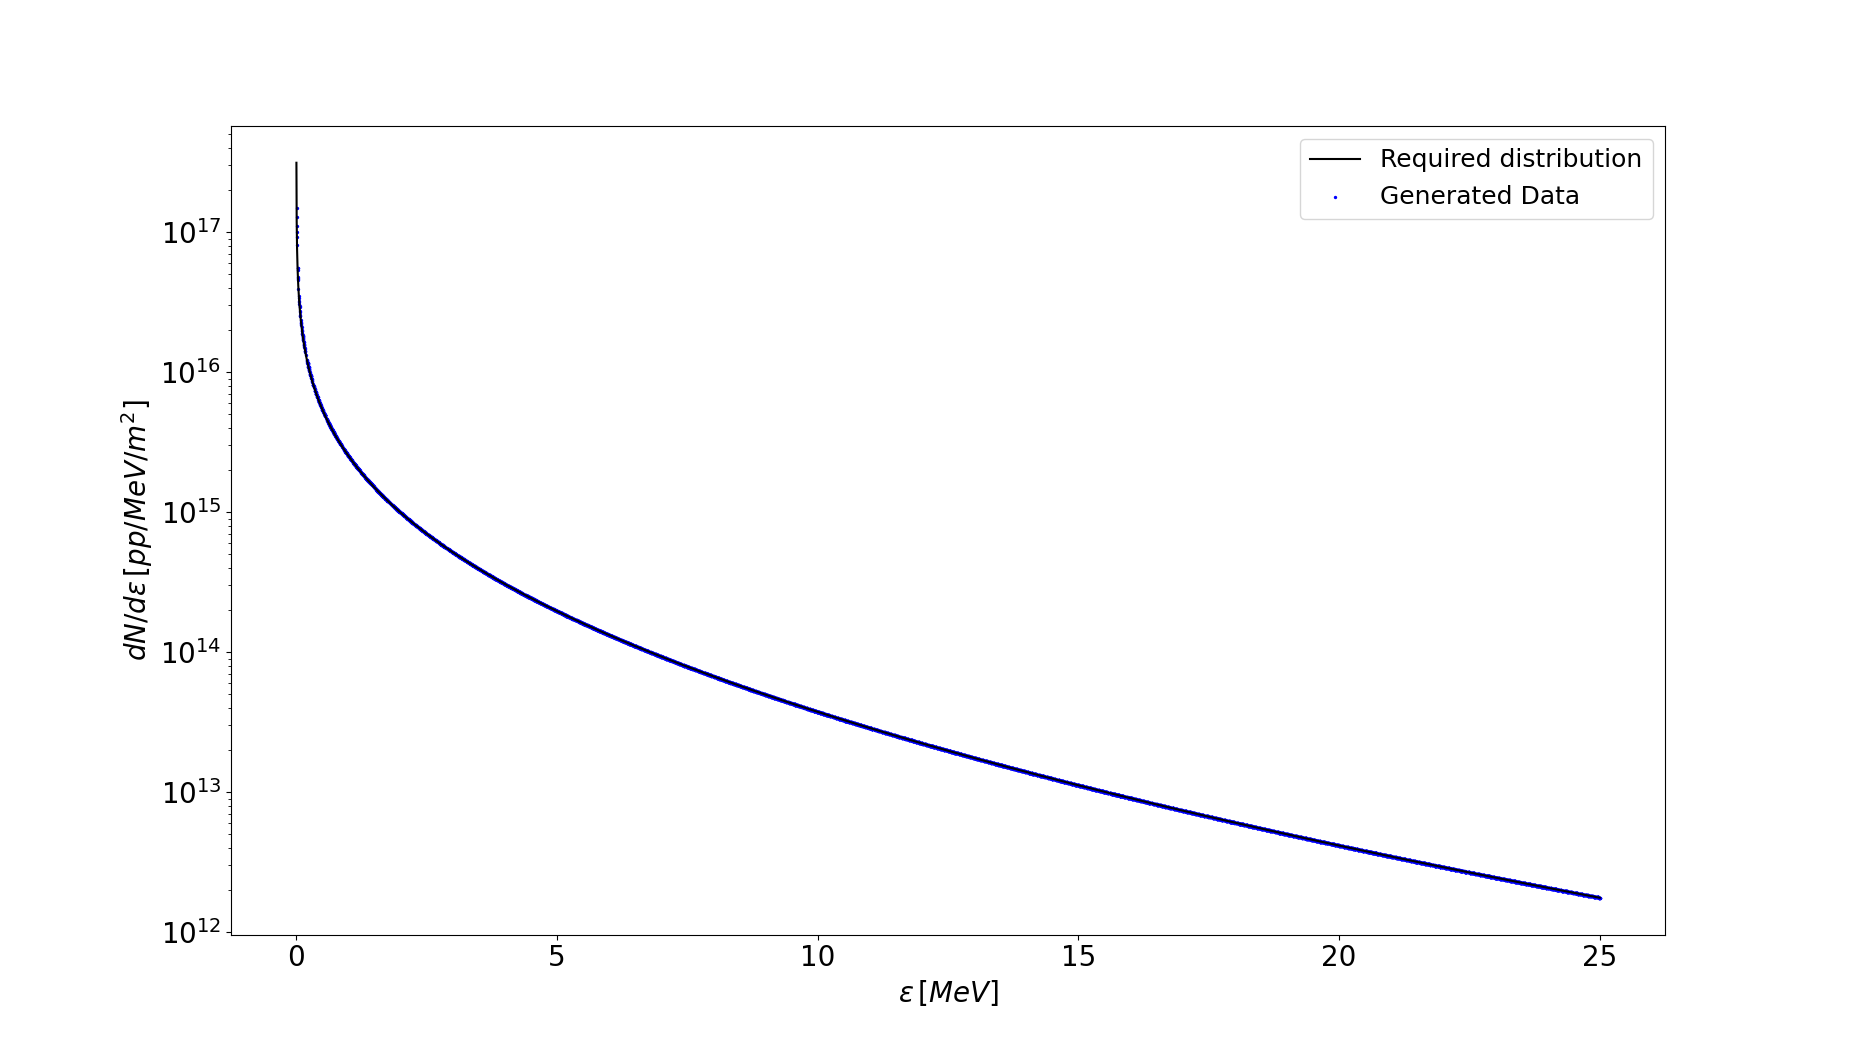 Required distribution
Generated Data
10^17
10^16
10^15
10^14
10^13
10^12
dN/dε [pp/MeV/m^2]
0 5 10 15 20 25
ε [MeV]